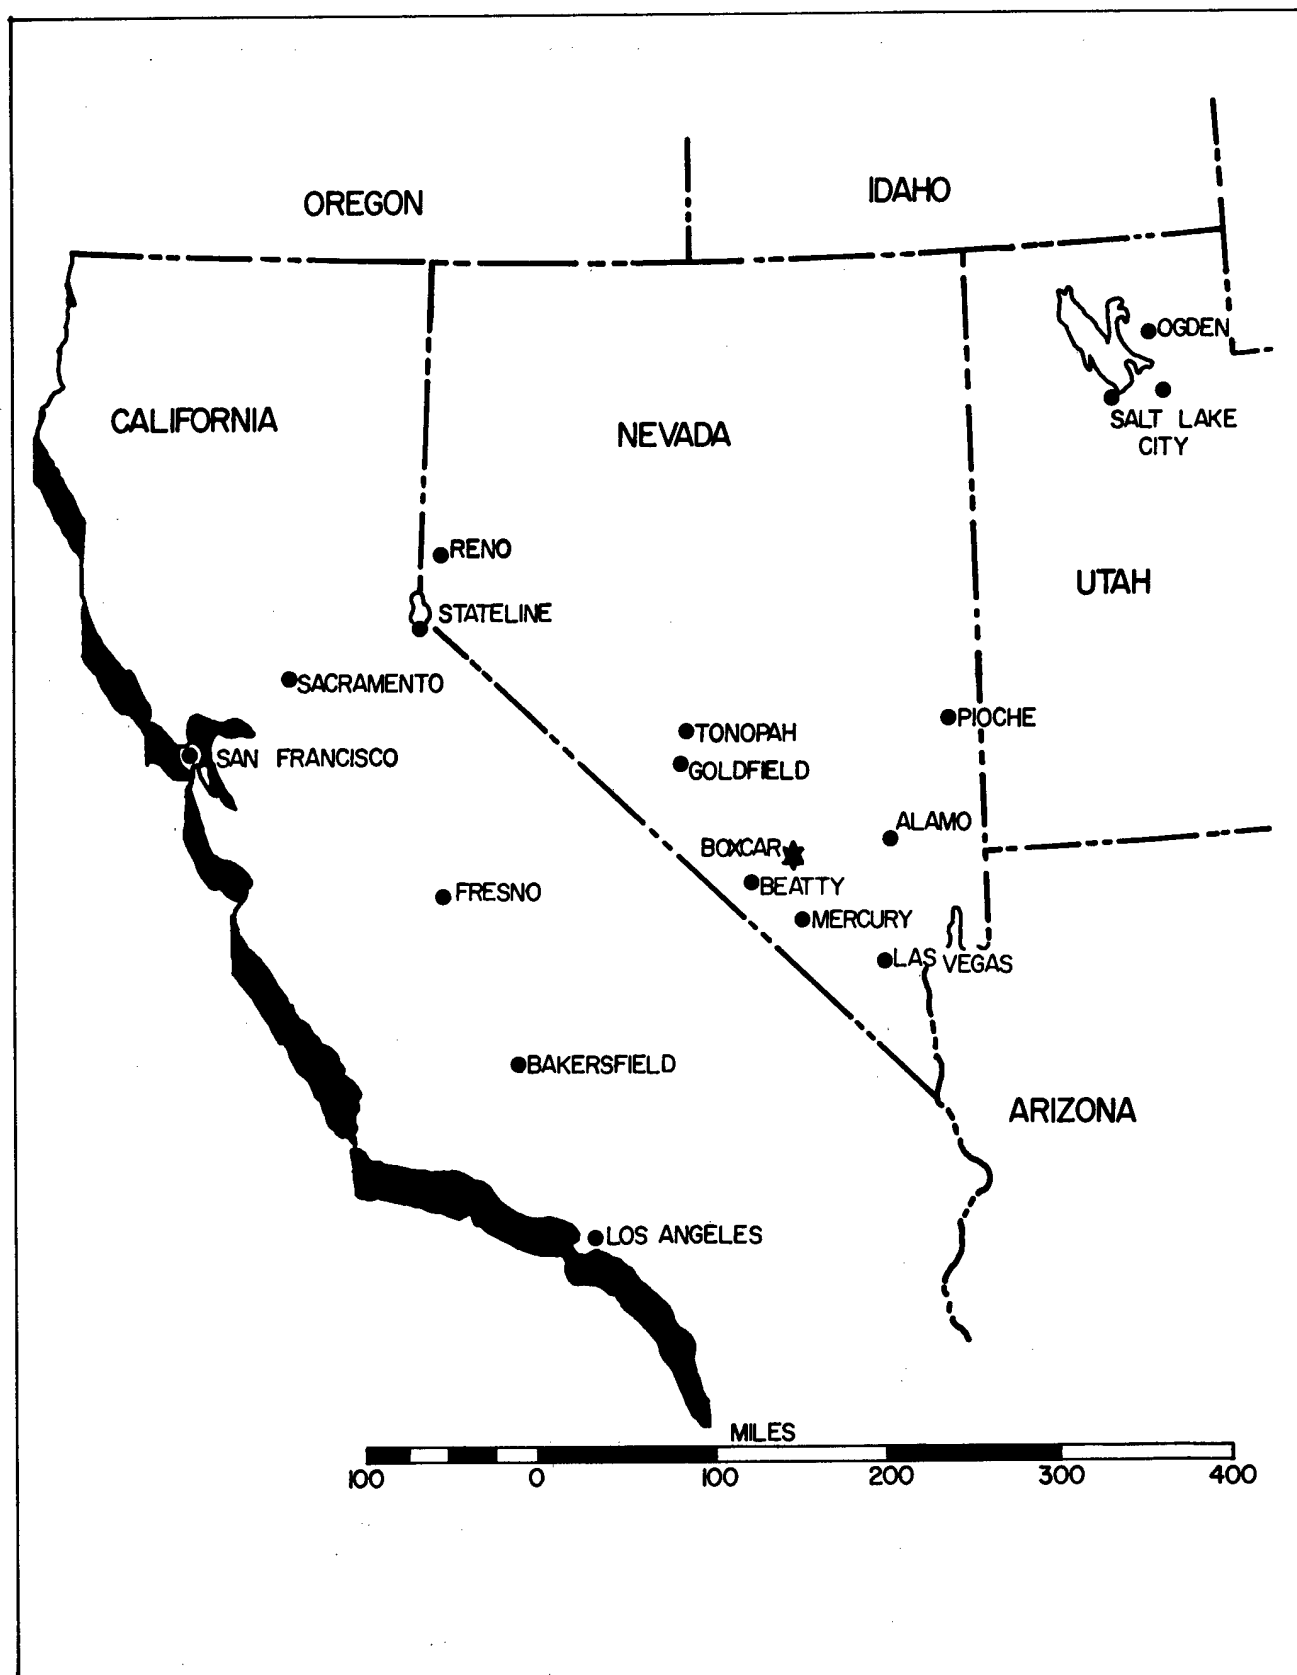 OREGON
IDAHO
OGDEN
CALIFORNIA
NEVADA
SALT LAKE
CITY
RENO
UTAH
STATELINE
SACRAMENTO
PIOCHE
TONOPAH
SAN FRANCISCO
GOLDFIELD
ALAMO
BOXCAR
BEATTY
FRESNO
MERCURY
LAS VEGAS
BAKERSFIELD
ARIZONA
LOS ANGELES
MILES
100 0 100 200 300 400